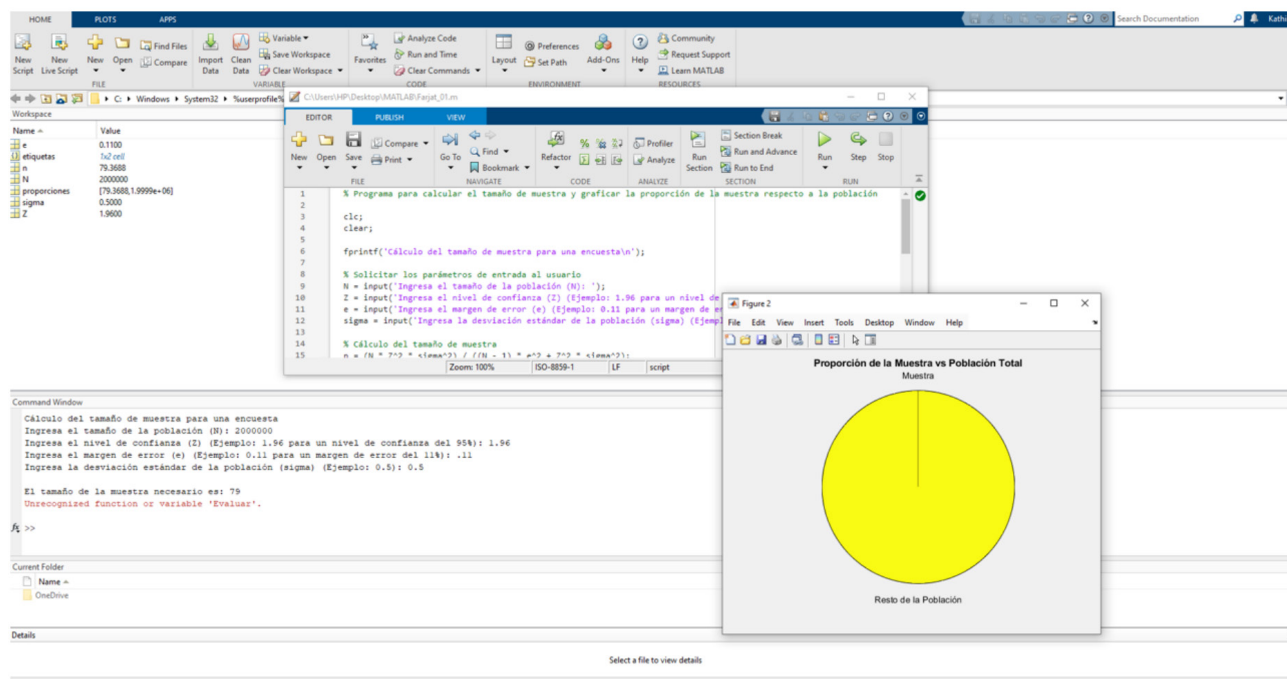 HOME PLOTS APPS Search Documentation Kathi
New Script New Live Script New Open Find Files Compare Import Data Clean Data Variable Save Workspace Clear Workspace Favorites Analyze Code Run and Time Clear Commands Layout Preferences Set Path Add-Ons Help Community Request Support Learn MATLAB
FILE VARIABLE CODE ENVIRONMENT RESOURCES
C: Windows System32 %userprofile%
Workspace
Name Value
e 0.1100
etiquetas 1x2 cell
n 79.3688
N 2000000
proporciones [79.3688,1.9999e+06]
sigma 0.5000
Z 1.9600
C:\Users\HP\Desktop\MATLAB\Farjat_01.m
EDITOR PUBLISH VIEW
New Open Save Compare Print Go To Find Bookmark Refactor Profiler Analyze Run Section Section Break Run and Advance Run to End Run Step Stop
FILE NAVIGATE CODE ANALYZE SECTION RUN
1 % Programa para calcular el tamaño de muestra y graficar la proporción de la muestra respecto a la población
2
3 clc;
4 clear;
5
6 fprintf('Cálculo del tamaño de muestra para una encuesta\n');
7
8 % Solicitar los parámetros de entrada al usuario
9 N = input('Ingresa el tamaño de la población (N): ');
10 Z = input('Ingresa el nivel de confianza (Z) (Ejemplo: 1.96 para un nivel de
11 e = input('Ingresa el margen de error (e) (Ejemplo: 0.11 para un margen de er
12 sigma = input('Ingresa la desviación estándar de la población (sigma) (Ejempl
13
14 % Cálculo del tamaño de muestra
15 n = (N * Z^2 * sigma^2) / ((N - 1) * e^2 + Z^2 * sigma^2);
Zoom: 100% ISO-8859-1 LF script
Figure 2
File Edit View Insert Tools Desktop Window Help
Proporción de la Muestra vs Población Total
Muestra
Resto de la Población
Command Window
Cálculo del tamaño de muestra para una encuesta
Ingresa el tamaño de la población (N): 2000000
Ingresa el nivel de confianza (Z) (Ejemplo: 1.96 para un nivel de confianza del 95%): 1.96
Ingresa el margen de error (e) (Ejemplo: 0.11 para un margen de error del 11%): .11
Ingresa la desviación estándar de la población (sigma) (Ejemplo: 0.5): 0.5
El tamaño de la muestra necesario es: 79
Unrecognized function or variable 'Evaluar'.
fx >>
Current Folder
Name
OneDrive
Details
Select a file to view details